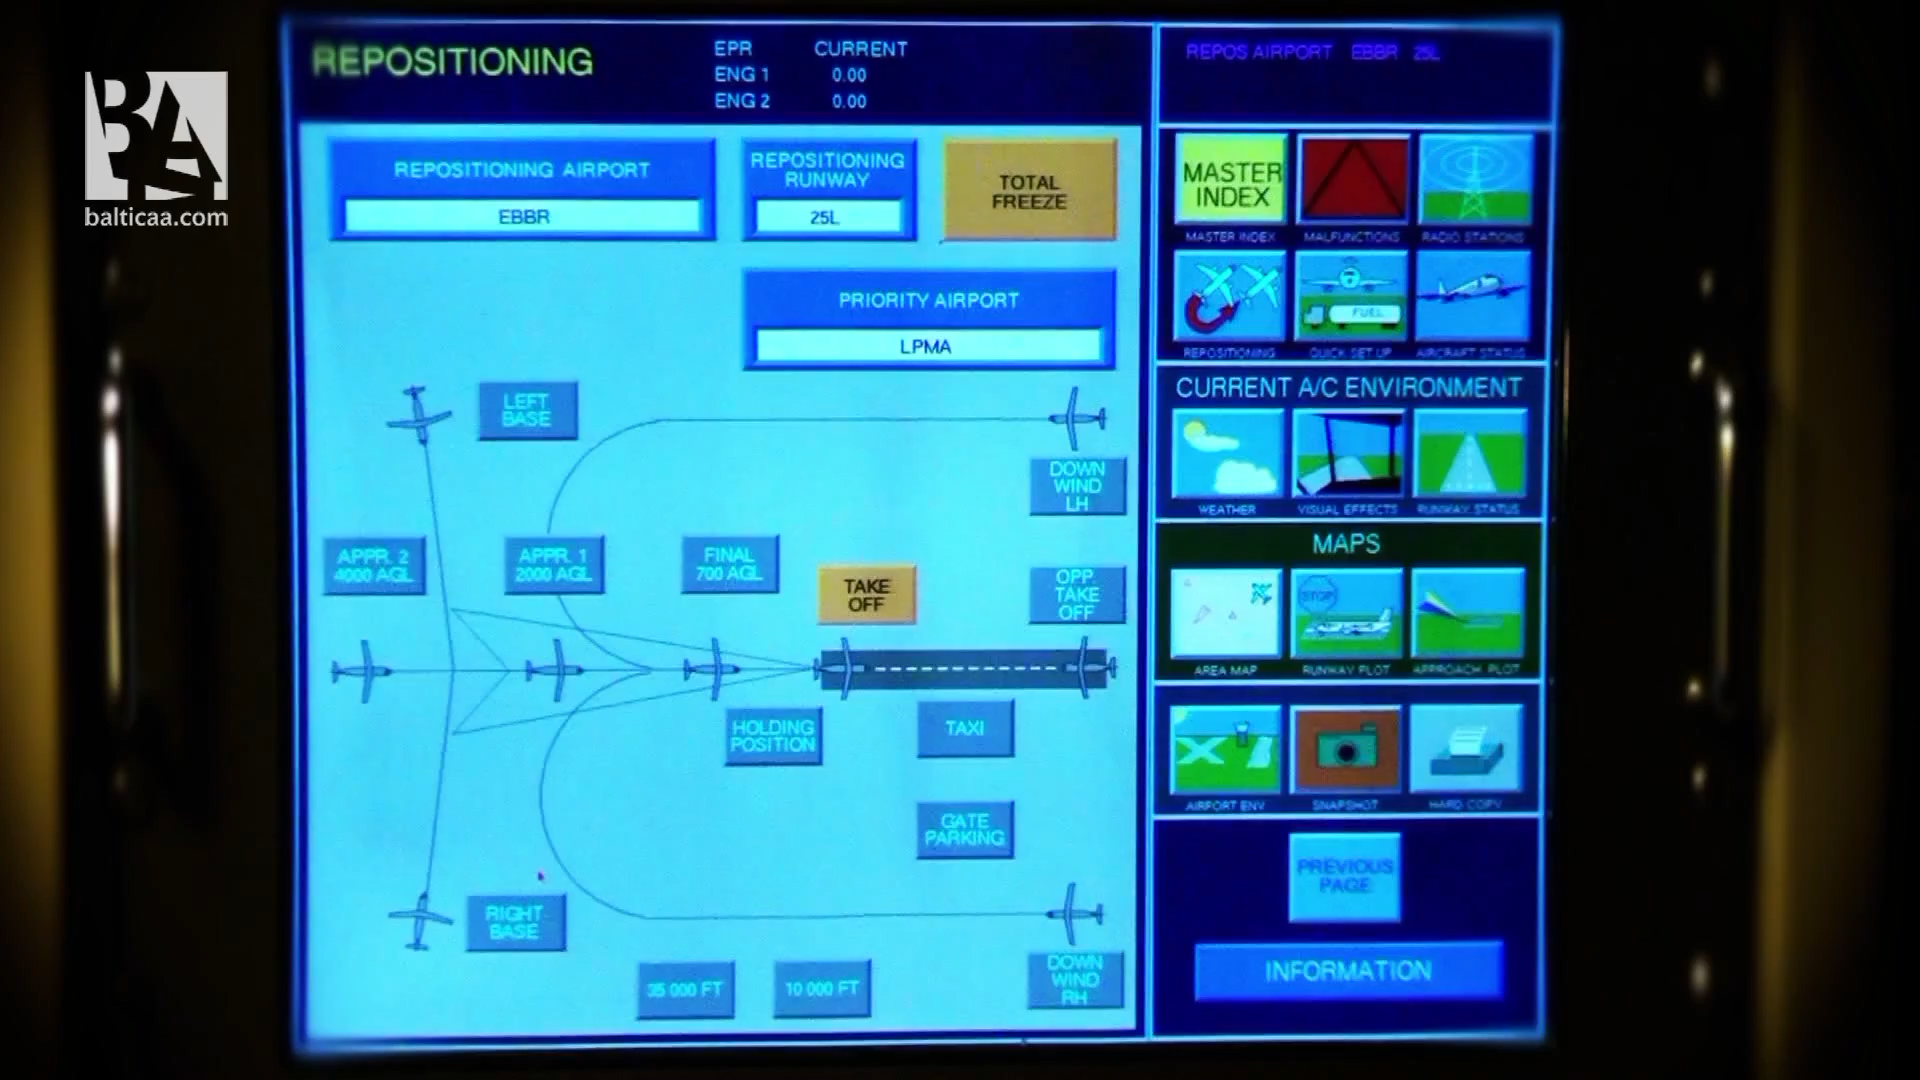 BAA
balticaa.com
REPOSITIONING
EPR CURRENT
ENG 1 0.00
ENG 2 0.00
REPOS AIRPORT EBBR 25L
REPOSITIONING AIRPORT
EBBR
REPOSITIONING
RUNWAY
25L
TOTAL
FREEZE
PRIORITY AIRPORT
LPMA
LEFT
BASE
DOWN
WIND
LH
APPR. 2
4000 AGL
APPR. 1
2000 AGL
FINAL
700 AGL
TAKE
OFF
OPP.
TAKE
OFF
HOLDING
POSITION
TAXI
GATE
PARKING
RIGHT
BASE
35 000 FT
10 000 FT
DOWN
WIND
RH
MASTER
INDEX
MASTER INDEX
MALFUNCTIONS
RADIO STATIONS
FUEL
REPOSITIONING
QUICK SET UP
AIRCRAFT STATUS
CURRENT A/C ENVIRONMENT
WEATHER
VISUAL EFFECTS
RUNWAY STATUS
MAPS
STOP
AREA MAP
RUNWAY PLOT
APPROACH PLOT
AIRPORT ENV
SNAPSHOT
HARD COPY
PREVIOUS
PAGE
INFORMATION